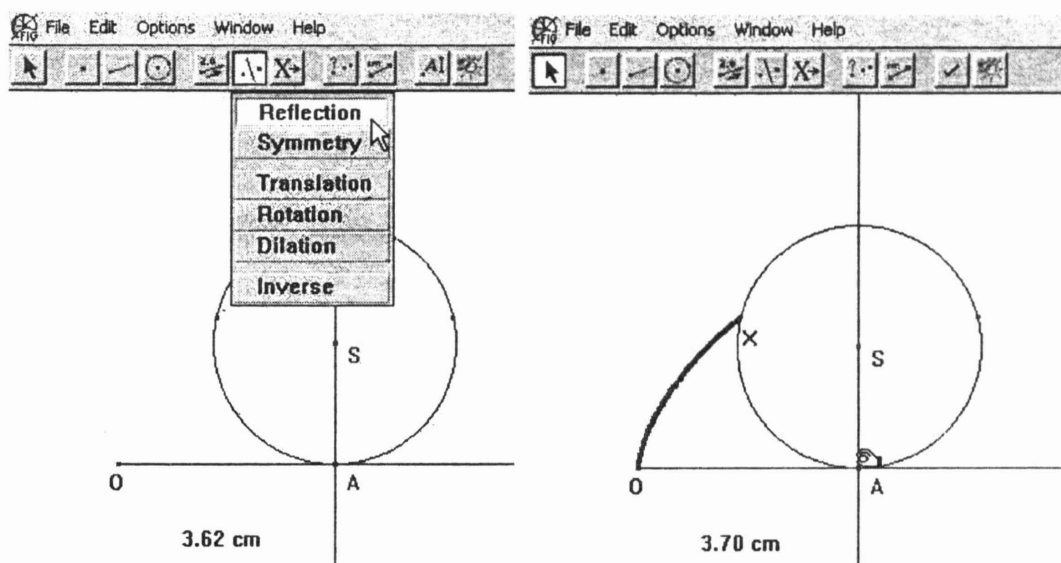 File Edit Options Window Help
Reflection
Symmetry
Translation
Rotation
Dilation
Inverse
S
O
A
3.62 cm
File Edit Options Window Help
X
S
O
A
3.70 cm